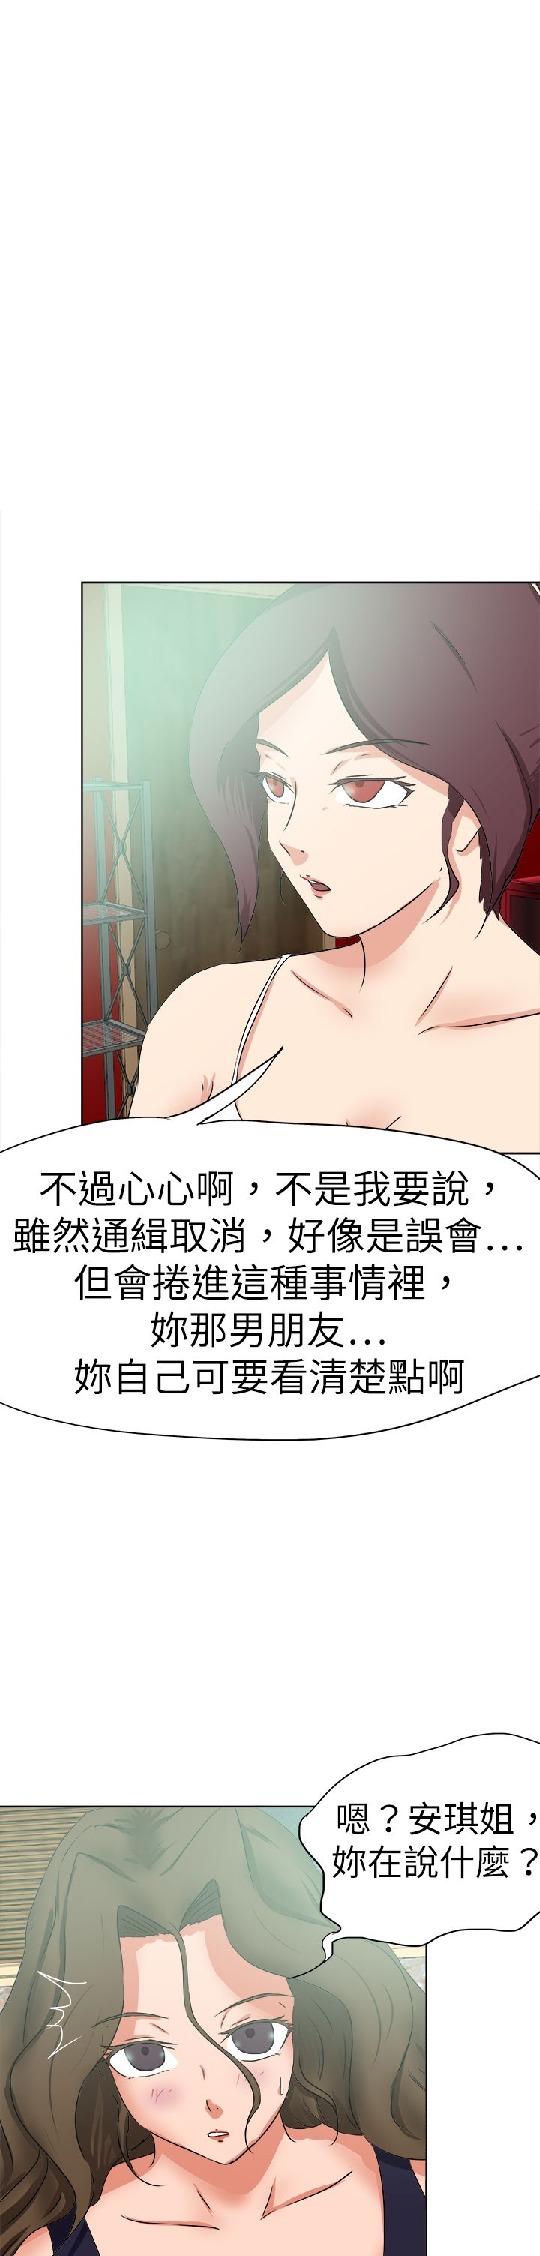 不過心心啊，不是我要說，
雖然通緝取消，好像是誤會...
但會捲進這種事情裡，
妳那男朋友...
妳自己可要看清楚點啊
嗯？安琪姐，
妳在說什麼？